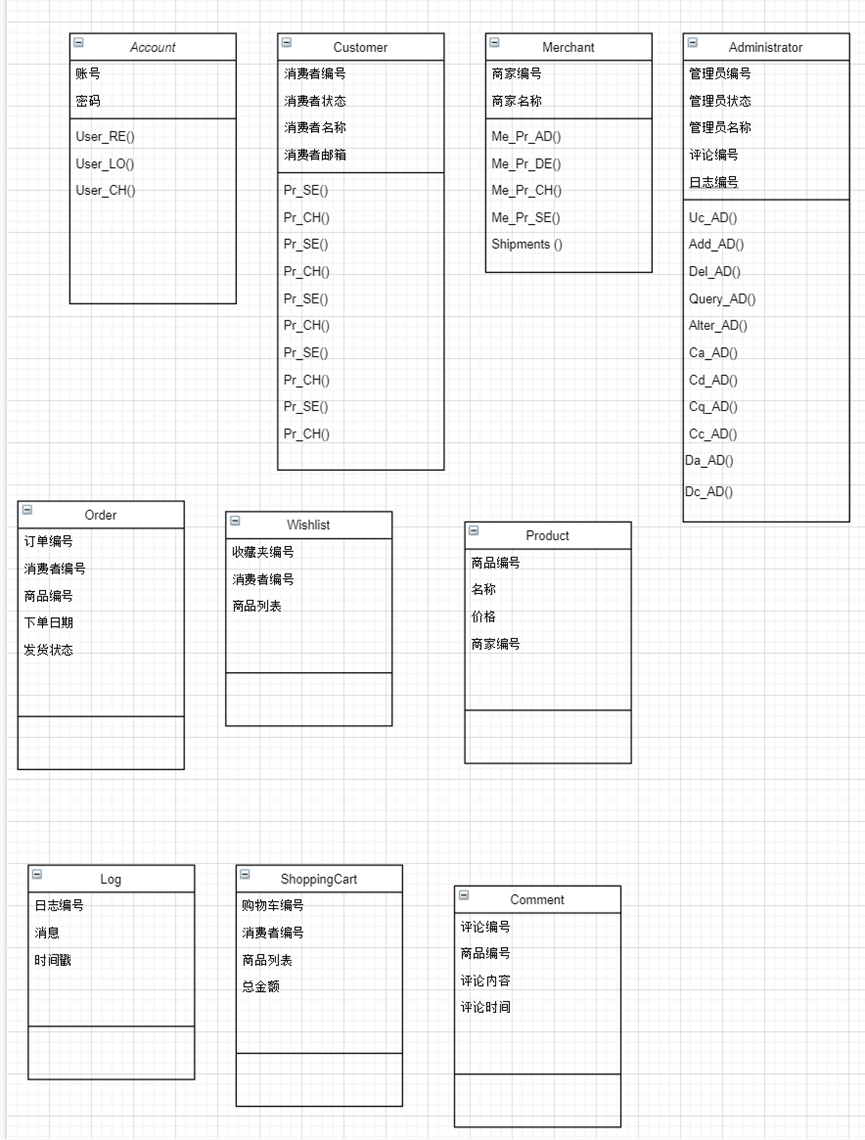 Account
账号
密码
User_RE()
User_LO()
User_CH()
Customer
消费者编号
消费者状态
消费者名称
消费者邮箱
Pr_SE()
Pr_CH()
Pr_SE()
Pr_CH()
Pr_SE()
Pr_CH()
Pr_SE()
Pr_CH()
Pr_SE()
Pr_CH()
Merchant
商家编号
商家名称
Me_Pr_AD()
Me_Pr_DE()
Me_Pr_CH()
Me_Pr_SE()
Shipments ()
Administrator
管理员编号
管理员状态
管理员名称
评论编号
日志编号
Uc_AD()
Add_AD()
Del_AD()
Query_AD()
Alter_AD()
Ca_AD()
Cd_AD()
Cq_AD()
Cc_AD()
Da_AD()
Dc_AD()
Order
订单编号
消费者编号
商品编号
下单日期
发货状态
Wishlist
收藏夹编号
消费者编号
商品列表
Product
商品编号
名称
价格
商家编号
Log
日志编号
消息
时间戳
ShoppingCart
购物车编号
消费者编号
商品列表
总金额
Comment
评论编号
商品编号
评论内容
评论时间